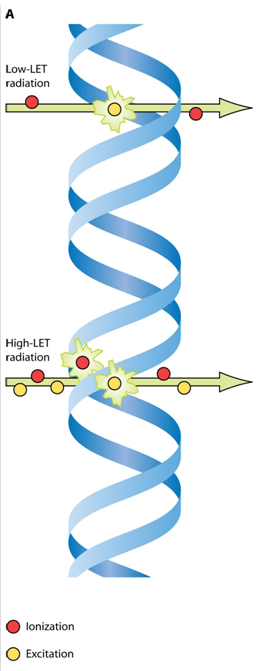 A
Low-LET
radiation
High-LET
radiation
Ionization
Excitation